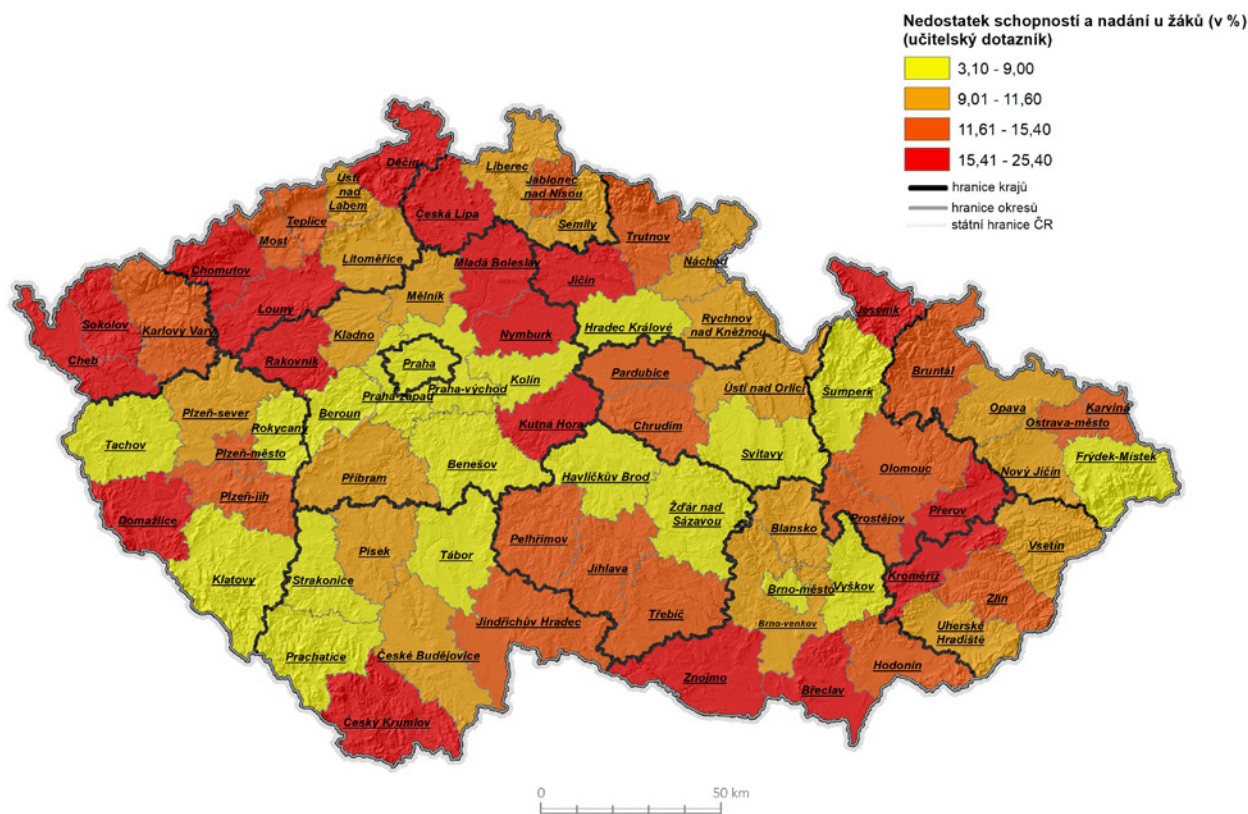 Nedostatek schopností a nadání u žáků (v %)
(učitelský dotazník)
3,10 - 9,00
9,01 - 11,60
11,61 - 15,40
15,41 - 25,40
hranice krajů
hranice okresů
státní hranice ČR
Děčín
Liberec
Ústí
nad
Labem
Jablonec
nad Nisou
Teplice
Česká Lípa
Semily
Trutnov
Most
Litoměřice
Mladá Boleslav
Náchod
Chomutov
Jičín
Mělník
Jeseník
Louny
Rychnov
nad Kněžnou
Sokolov
Karlovy Vary
Kladno
Nymburk
Hradec Králové
Cheb
Rakovník
Praha
Bruntál
Pardubice
Kolín
Praha-východ
Ústí nad Orlicí
Šumperk
Praha-západ
Opava
Karviná
Plzeň-sever
Beroun
Ostrava-město
Rokycany
Kutná Hora
Chrudim
Tachov
Plzeň-město
Svitavy
Frýdek-Místek
Benešov
Olomouc
Nový Jičín
Příbram
Havlíčkův Brod
Plzeň-jih
Žďár nad
Sázavou
Přerov
Domažlice
Prostějov
Blansko
Pelhřimov
Vsetín
Písek
Tábor
Jihlava
Klatovy
Strakonice
Kroměříž
Brno-město
Vyškov
Zlín
Třebíč
Jindřichův Hradec
Brno-venkov
Uherské
Hradiště
Prachatice
České Budějovice
Hodonín
Znojmo
Břeclav
Český Krumlov
0 50 km